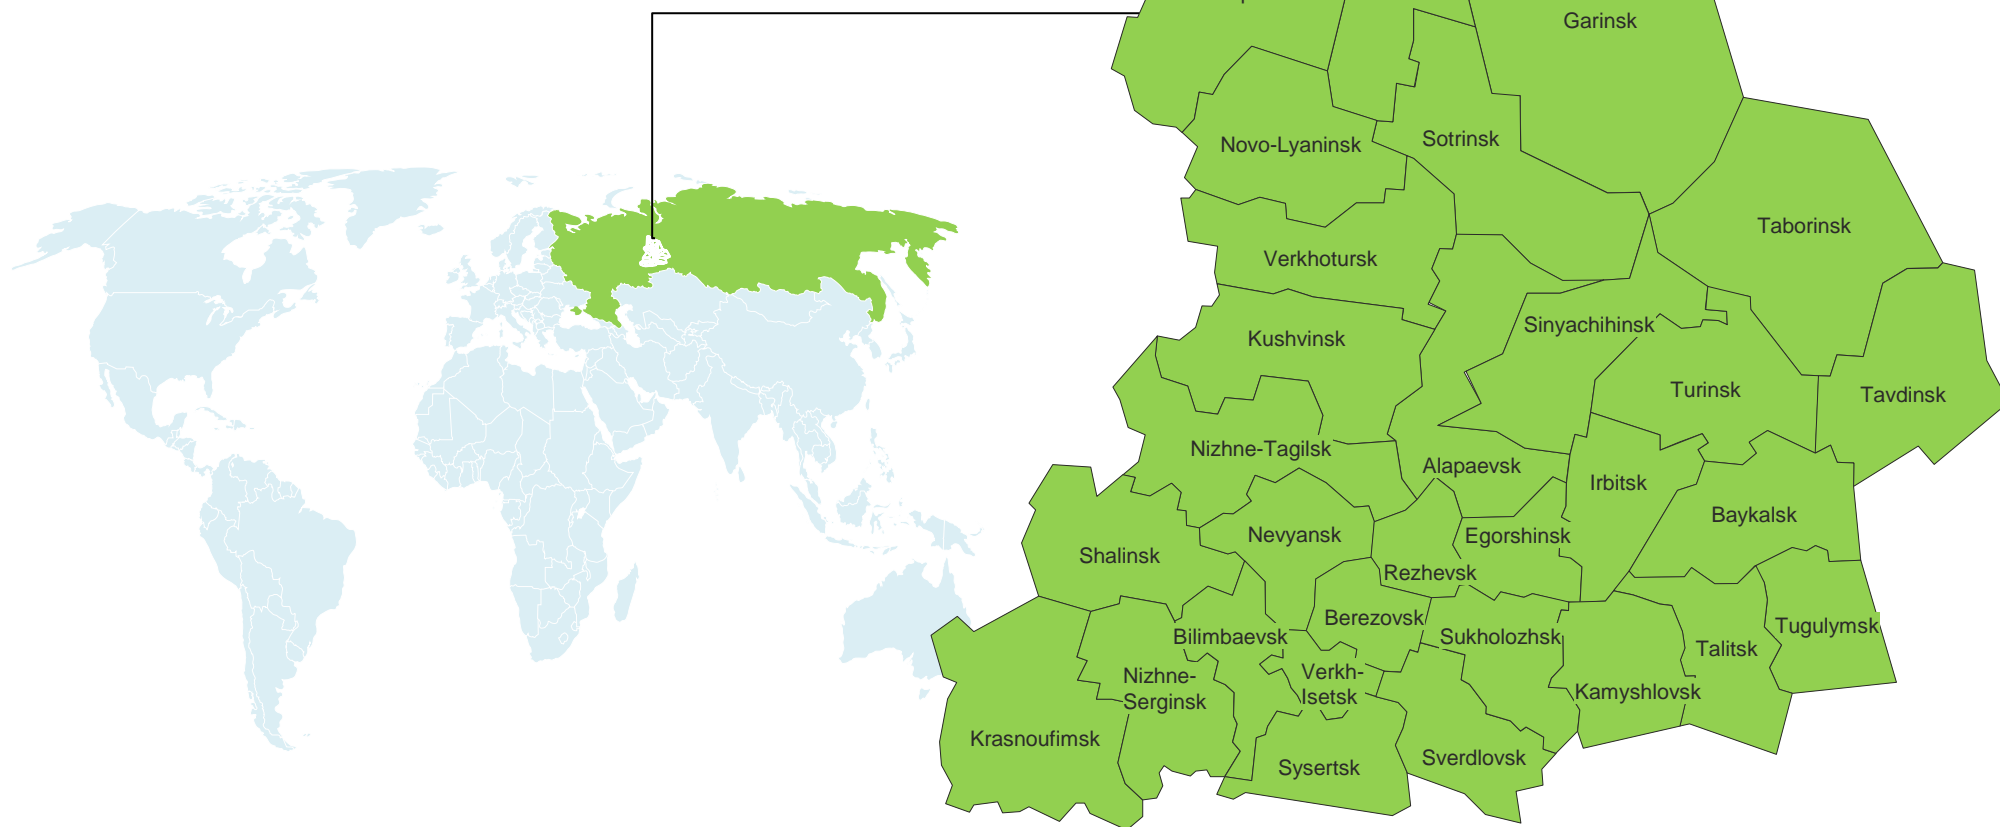 Garinsk
Novo-Lyaninsk
Sotrinsk
Taborinsk
Verkhotursk
Sinyachihinsk
Kushvinsk
Turinsk
Tavdinsk
Nizhne-Tagilsk
Alapaevsk
Irbitsk
Baykalsk
Nevyansk
Egorshinsk
Shalinsk
Rezhevsk
Berezovsk
Bilimbaevsk
Sukholozhsk
Tugulymsk
Talitsk
Nizhne-
Serginsk
Verkh-
Isetsk
Kamyshlovsk
Krasnoufimsk
Sverdlovsk
Sysertsk